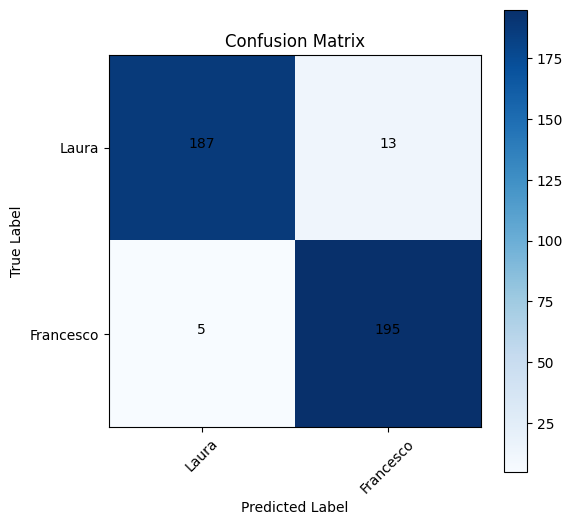 Confusion Matrix
175
150
125
100
75
50
25
True Label
Laura
187
13
Francesco
5
195
Laura
Francesco
Predicted Label